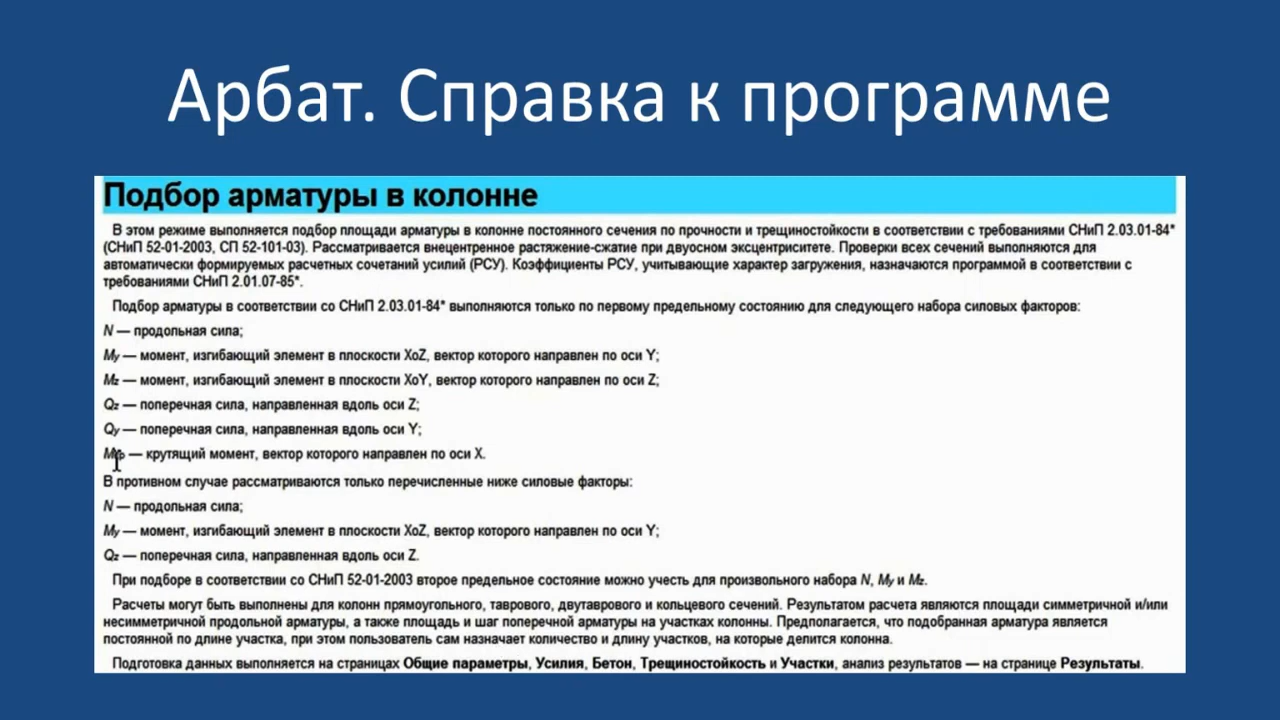 Арбат. Справка к программе
Подбор арматуры в колонне
В этом режиме выполняется подбор площади арматуры в колонне постоянного сечения по прочности и трещиностойкости в соответствии с требованиями СНиП 2.03.01-84*
(СНиП 52-01-2003, СП 52-101-03). Рассматривается внецентренное растяжение-сжатие при двуосном эксцентриситете. Проверки всех сечений выполняются для
автоматически формируемых расчетных сочетаний усилий (РСУ). Коэффициенты РСУ, учитывающие характер загружения, назначаются программой в соответствии с
требованиями СНиП 2.01.07-85*.
Подбор арматуры в соответствии со СНиП 2.03.01-84* выполняются только по первому предельному состоянию для следующего набора силовых факторов:
N — продольная сила;
My — момент, изгибающий элемент в плоскости XoZ, вектор которого направлен по оси Y;
Mz — момент, изгибающий элемент в плоскости XoY, вектор которого направлен по оси Z;
Qz — поперечная сила, направленная вдоль оси Z;
Qy — поперечная сила, направленная вдоль оси Y;
— крутящий момент, вектор которого направлен по оси X.
В противном случае рассматриваются только перечисленные ниже силовые факторы:
N — продольная сила;
My — момент, изгибающий элемент в плоскости XoZ, вектор которого направлен по оси Y;
Qz — поперечная сила, направленная вдоль оси Z.
При подборе в соответствии со СНиП 52-01-2003 второе предельное состояние можно учесть для произвольного набора N, My и Mz.
Расчеты могут быть выполнены для колонн прямоугольного, таврового, двутаврового и кольцевого сечений. Результатом расчета являются площади симметричной и/или
несимметричной продольной арматуры, а также площадь и шаг поперечной арматуры на участках колонны. Предполагается, что подобранная арматура является
постоянной по длине участка, при этом пользователь сам назначает количество и длину участков, на которые делится колонна.
Подготовка данных выполняется на страницах Общие параметры, Усилия, Бетон, Трещиностойкость и Участки, анализ результатов — на странице Результаты.